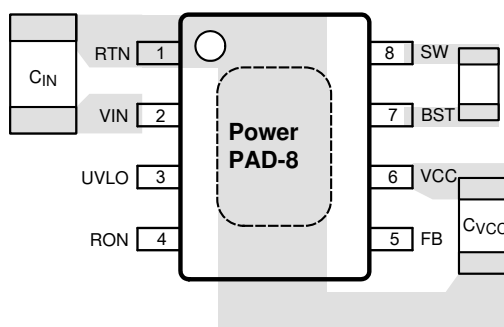 CIN
RTN 1
VIN 2
UVLO 3
RON 4
Power
PAD-8
8 SW
7 BST
6 VCC
5 FB
CVCC